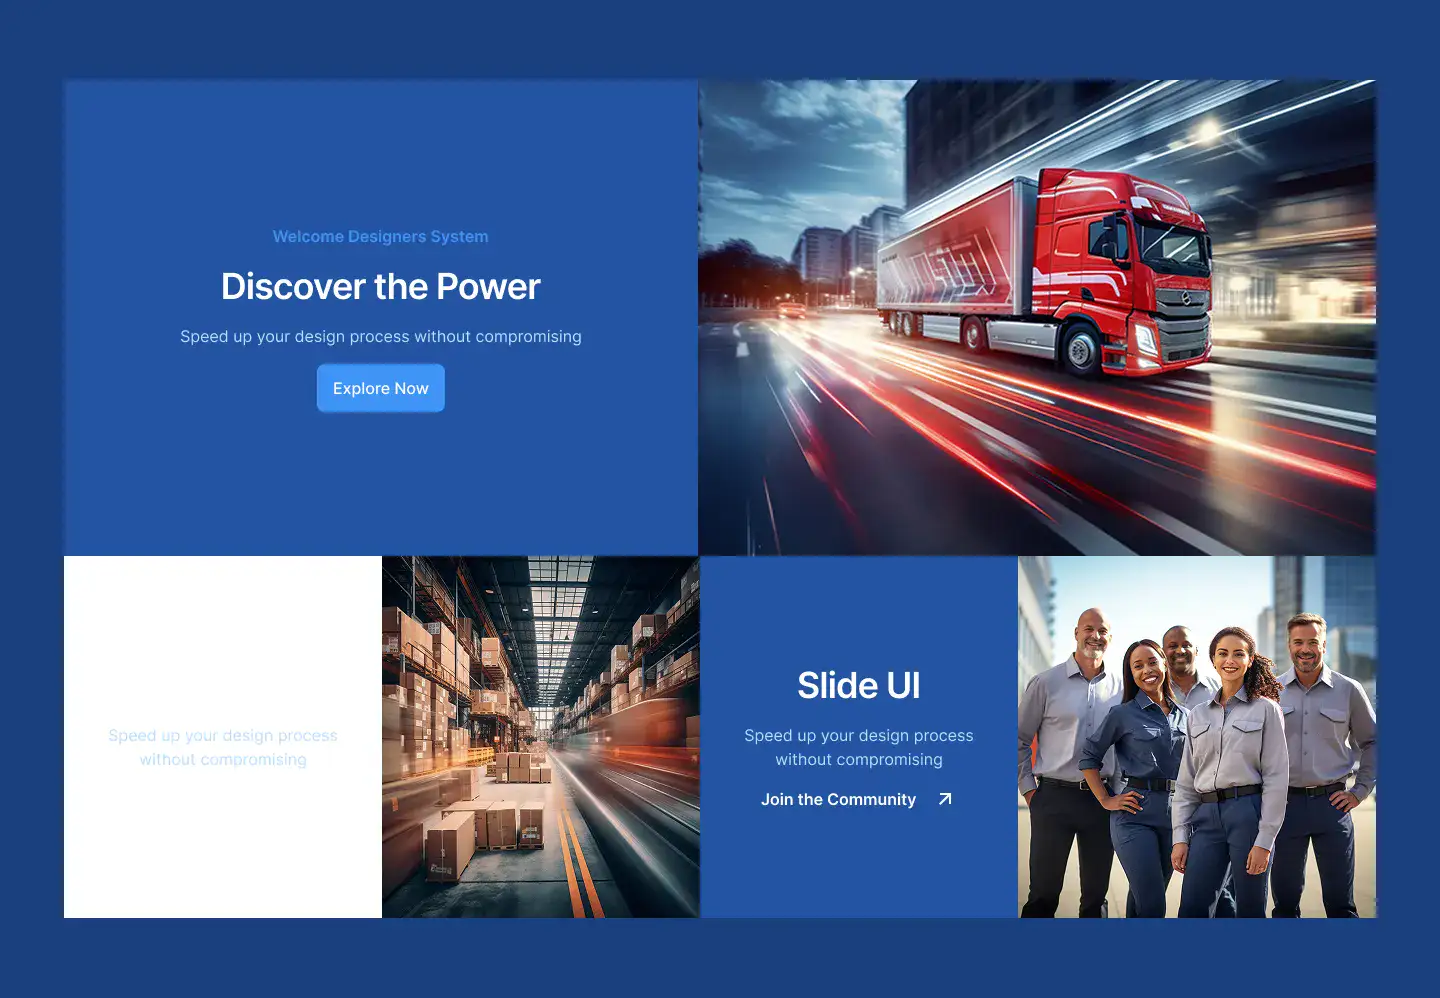 Welcome Designers System
Discover the Power
Speed up your design process without compromising
Explore Now
Speed up your design process
without compromising
Slide UI
Speed up your design process
without compromising
Join the Community